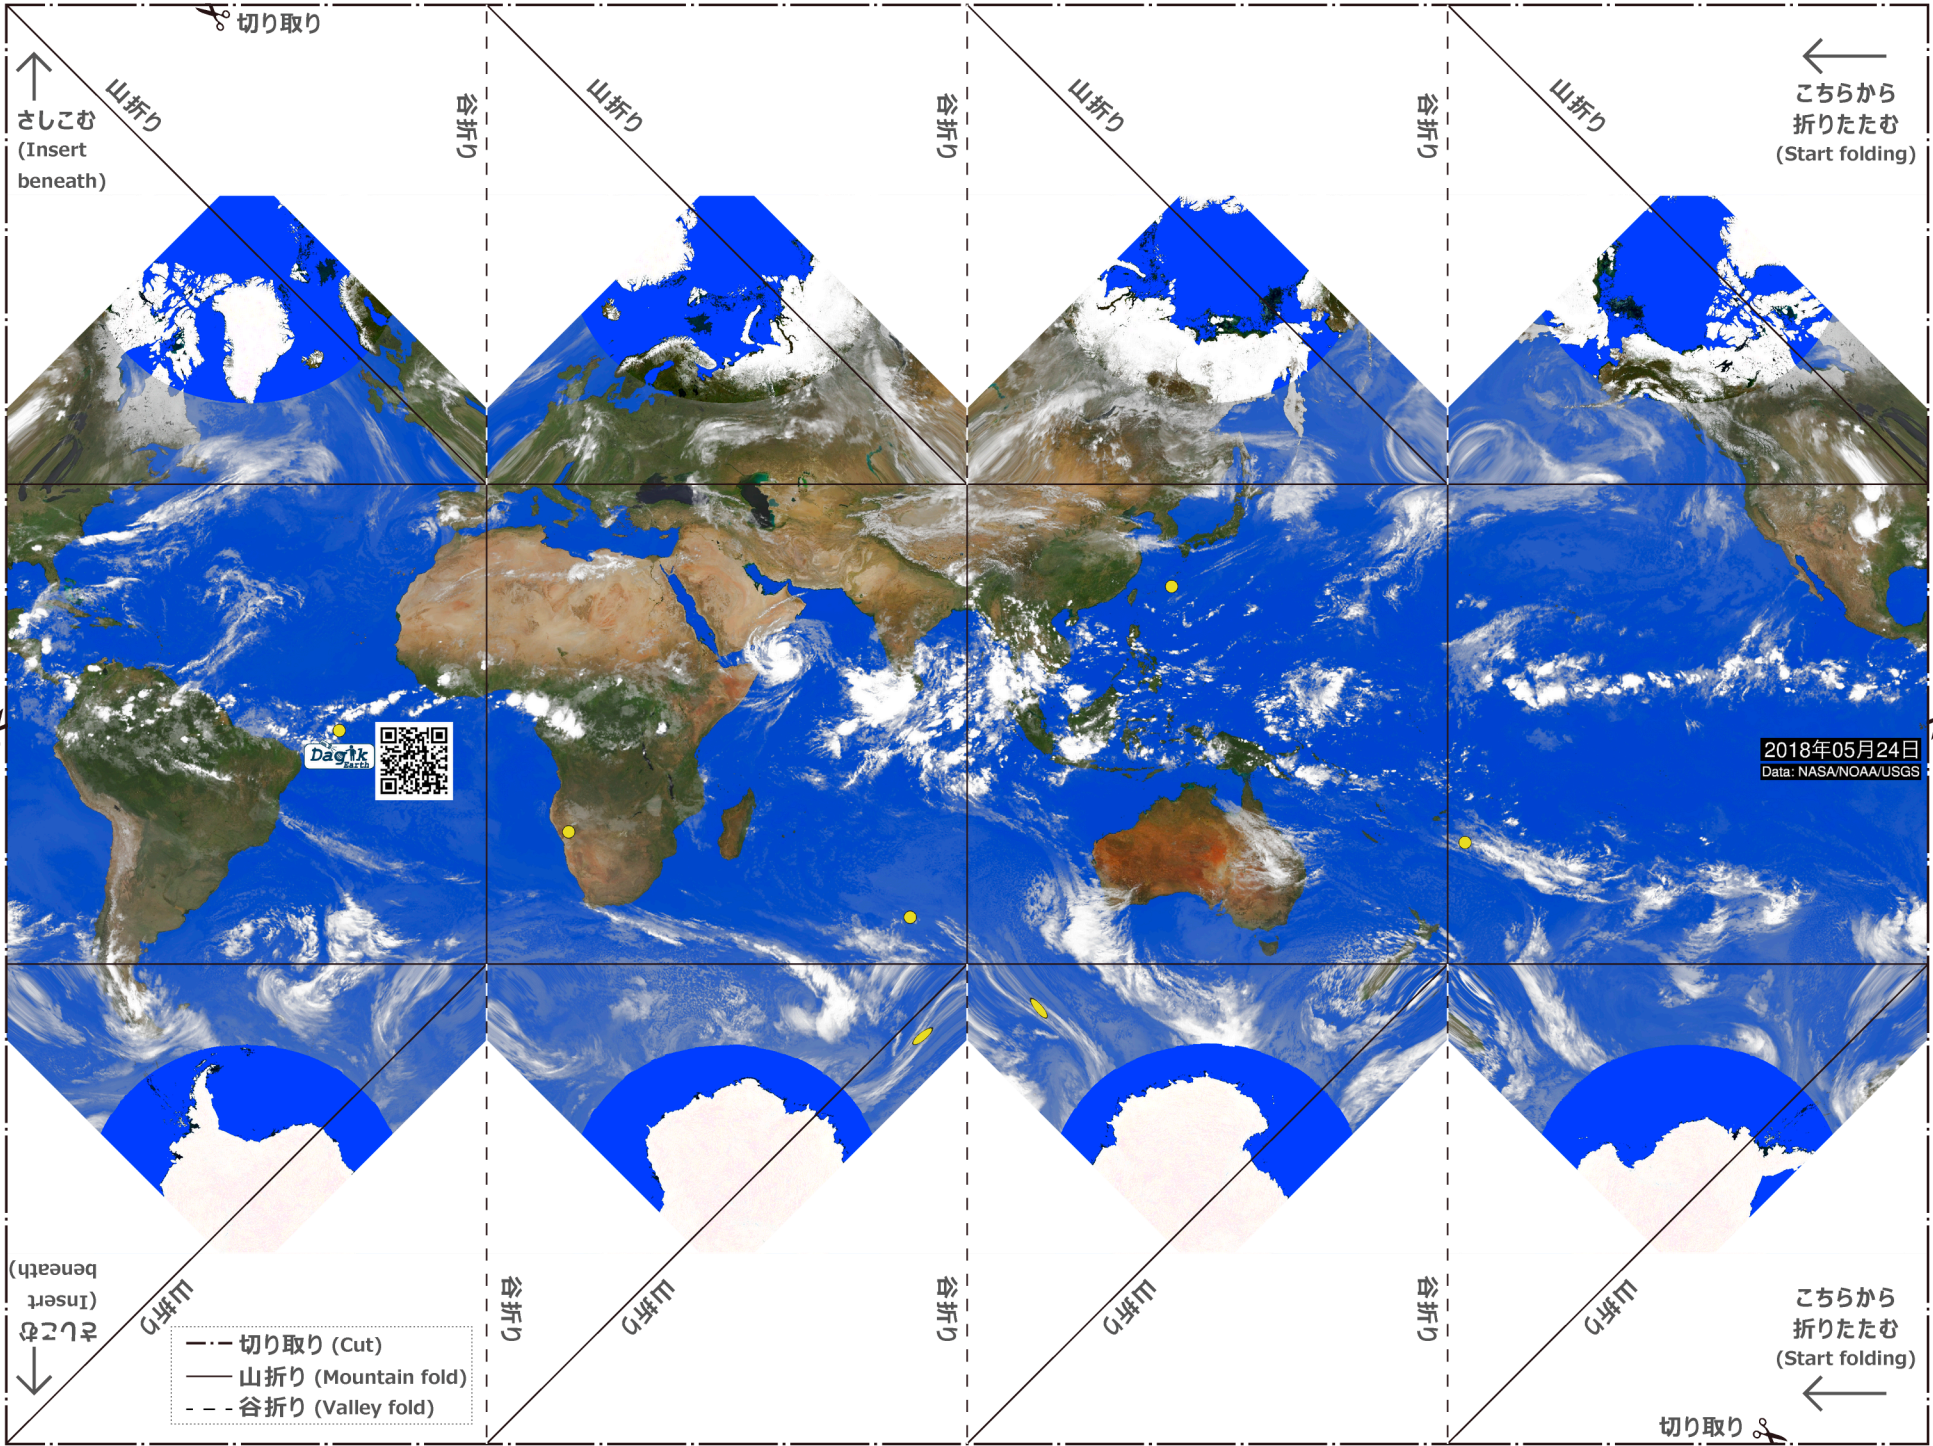 切り取り
山折り
谷折り
山折り
谷折り
山折り
谷折り
山折り
さしこむ
(Insert
beneath)
こちらから
折りたたむ
(Start folding)
Dagik
Earth
2018年05月24日
Data: NASA/NOAA/USGS
さしこむ
(Insert
beneath)
山折り
谷折り
山折り
谷折り
山折り
谷折り
山折り
切り取り (Cut)
山折り (Mountain fold)
谷折り (Valley fold)
こちらから
折りたたむ
(Start folding)
切り取り